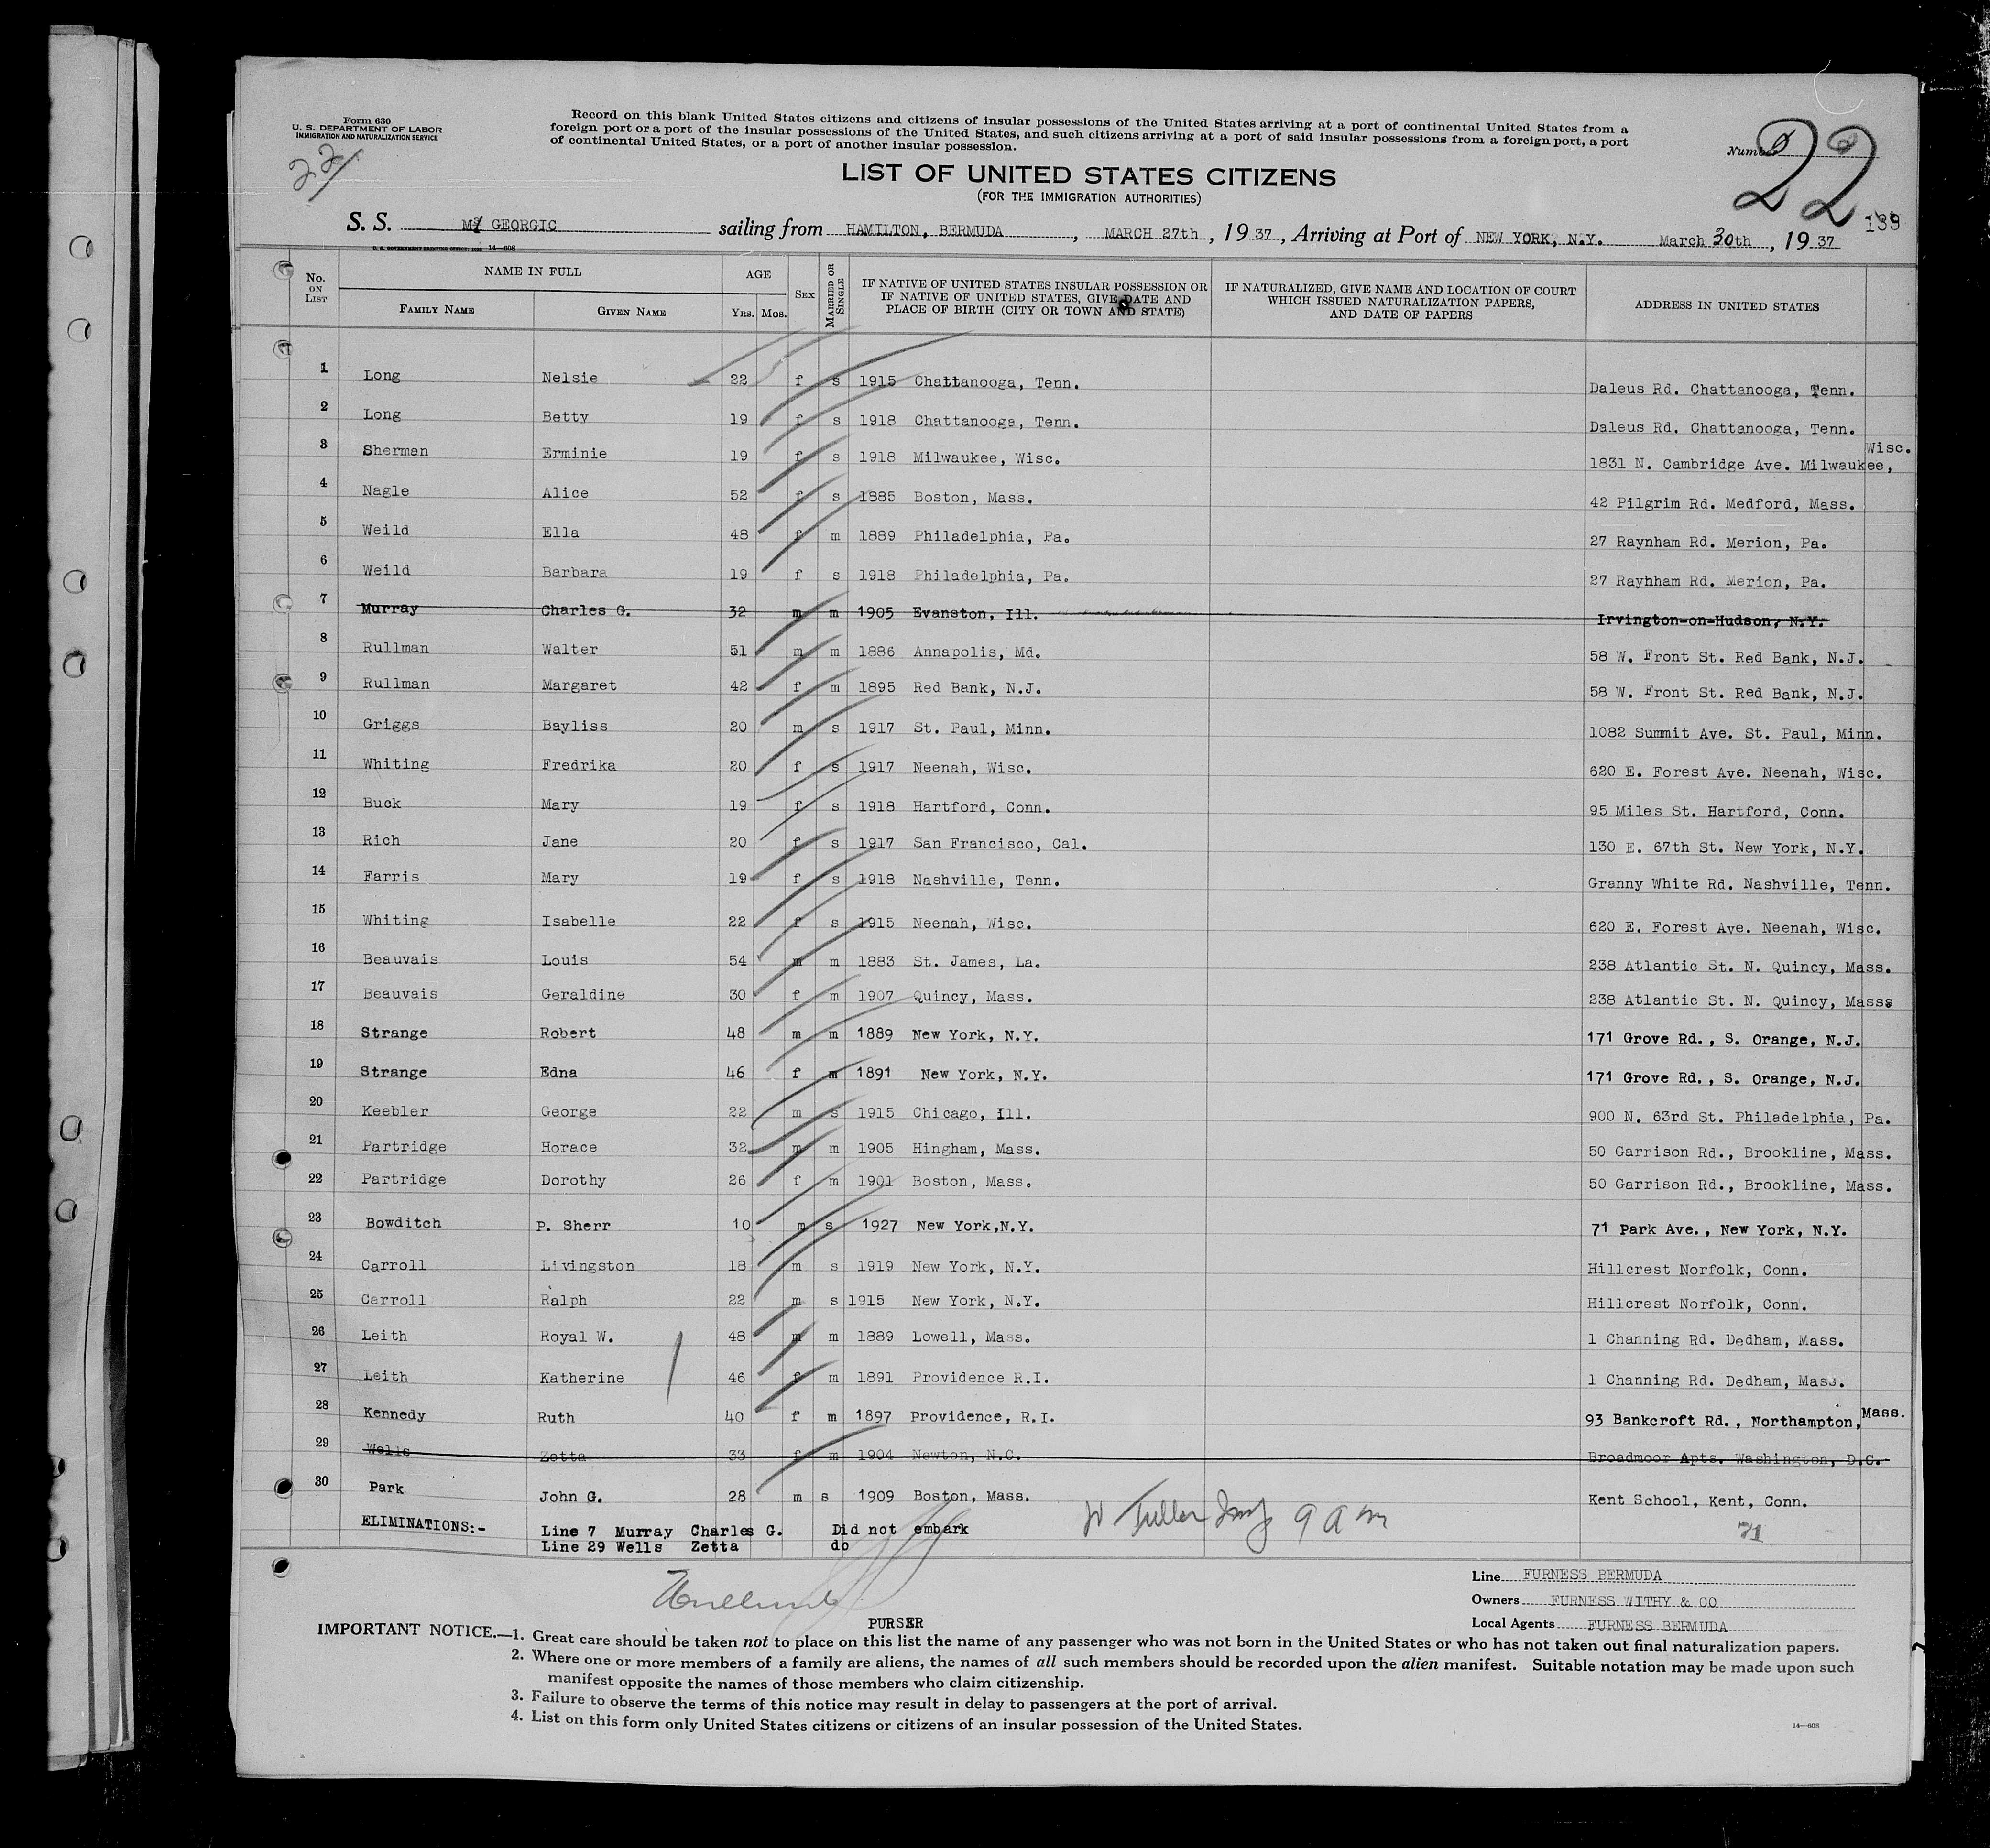 Form 630
U. S. DEPARTMENT OF LABOR
IMMIGRATION AND NATURALIZATION SERVICE
22
Record on this blank United States citizens and citizens of insular possessions of the United States arriving at a port of continental United States from a
foreign port or a port of the insular possessions of the United States, and such citizens arriving at a port of said insular possessions from a foreign port, a port
of continental United States, or a port of another insular possession.
Number 22
LIST OF UNITED STATES CITIZENS
(FOR THE IMMIGRATION AUTHORITIES)
139
S. S. GEORGIC sailing from HAMILTON, BERMUDA, MARCH 27th, 1937, Arriving at Port of NEW YORK, N.Y. March 30th, 1937
U. S. GOVERNMENT PRINTING OFFICE 14—608
No. ON LIST NAME IN FULL AGE SEX MARRIED OR SINGLE IF NATIVE OF UNITED STATES INSULAR POSSESSION OR IF NATIVE OF UNITED STATES, GIVE DATE AND PLACE OF BIRTH (CITY OR TOWN AND STATE) IF NATURALIZED, GIVE NAME AND LOCATION OF COURT WHICH ISSUED NATURALIZATION PAPERS, AND DATE OF PAPERS ADDRESS IN UNITED STATES
FAMILY NAME GIVEN NAME YRS. MOS.
1 Long Nelsie 22 f s 1915 Chattanooga, Tenn. Daleus Rd. Chattanooga, Tenn.
2 Long Betty 19 f s 1918 Chattanooga, Tenn. Daleus Rd. Chattanooga, Tenn.
3 Sherman Erminie 19 f s 1918 Milwaukee, Wisc. 1831 N. Cambridge Ave. Milwaukee, Wisc.
4 Nagle Alice 52 f s 1885 Boston, Mass. 42 Pilgrim Rd. Medford, Mass.
5 Weild Ella 48 f m 1889 Philadelphia, Pa. 27 Raynham Rd. Merion, Pa.
6 Weild Barbara 19 f s 1918 Philadelphia, Pa. 27 Rayhham Rd. Merion, Pa.
7 Murray Charles G. 32 m m 1905 Evanston, Ill. Irvington-on-Hudson, N.Y.
8 Rullman Walter 51 m m 1886 Annapolis, Md. 58 W. Front St. Red Bank, N.J.
9 Rullman Margaret 42 f m 1895 Red Bank, N.J. 58 W. Front St. Red Bank, N.J.
10 Griggs Bayliss 20 m s 1917 St. Paul, Minn. 1082 Summit Ave. St. Paul, Minn.
11 Whiting Fredrika 20 f s 1917 Neenah, Wisc. 620 E. Forest Ave. Neenah, Wisc.
12 Buck Mary 19 f s 1918 Hartford, Conn. 95 Miles St. Hartford, Conn.
13 Rich Jane 20 f s 1917 San Francisco, Cal. 130 E. 67th St. New York, N.Y.
14 Farris Mary 19 f s 1918 Nashville, Tenn. Granny White Rd. Nashville, Tenn.
15 Whiting Isabelle 22 f s 1915 Neenah, Wisc. 620 E. Forest Ave. Neenah, Wisc.
16 Beauvais Louis 54 m m 1883 St. James, La. 238 Atlantic St. N. Quincy, Mass.
17 Beauvais Geraldine 30 f m 1907 Quincy, Mass. 238 Atlantic St. N. Quincy, Masss
18 Strange Robert 48 m m 1889 New York, N.Y. 171 Grove Rd., S. Orange, N.J.
19 Strange Edna 46 f m 1891 New York, N.Y. 171 Grove Rd., S. Orange, N.J.
20 Keebler George 22 m s 1915 Chicago, Ill. 900 N. 63rd St. Philadelphia, Pa.
21 Partridge Horace 32 m m 1905 Hingham, Mass. 50 Garrison Rd., Brookline, Mass.
22 Partridge Dorothy 26 f m 1901 Boston, Mass. 50 Garrison Rd., Brookline, Mass.
23 Bowditch P. Sherr 10 m s 1927 New York,N.Y. 71 Park Ave., New York, N.Y.
24 Carroll Livingston 18 m s 1919 New York, N.Y. Hillcrest Norfolk, Conn.
25 Carroll Ralph 22 m s 1915 New York, N.Y. Hillcrest Norfolk, Conn.
26 Leith Royal W. 48 m m 1889 Lowell, Mass. 1 Channing Rd. Dedham, Mass.
27 Leith Katherine 46 f m 1891 Providence R.I. 1 Channing Rd. Dedham, Mass.
28 Kennedy Ruth 40 f m 1897 Providence, R.I. 93 Bankcroft Rd., Northampton, Mass.
29 Wells Zetta 33 f m 1904 Newton, N.C. Broadmoor Apts. Washington, D.C.
30 Park John G. 28 m s 1909 Boston, Mass. Kent School, Kent, Conn.
ELIMINATIONS:- Line 7 Murray Charles G. Did not embark W Fuller 9 am
Line 29 Wells Zetta do
Line FURNESS BERMUDA
Owners FURNESS WITHY & CO
PURSER Local Agents FURNESS BERMUDA
IMPORTANT NOTICE.—1. Great care should be taken not to place on this list the name of any passenger who was not born in the United States or who has not taken out final naturalization papers.
2. Where one or more members of a family are aliens, the names of all such members should be recorded upon the alien manifest. Suitable notation may be made upon such
manifest opposite the names of those members who claim citizenship.
3. Failure to observe the terms of this notice may result in delay to passengers at the port of arrival.
4. List on this form only United States citizens or citizens of an insular possession of the United States.
14—608